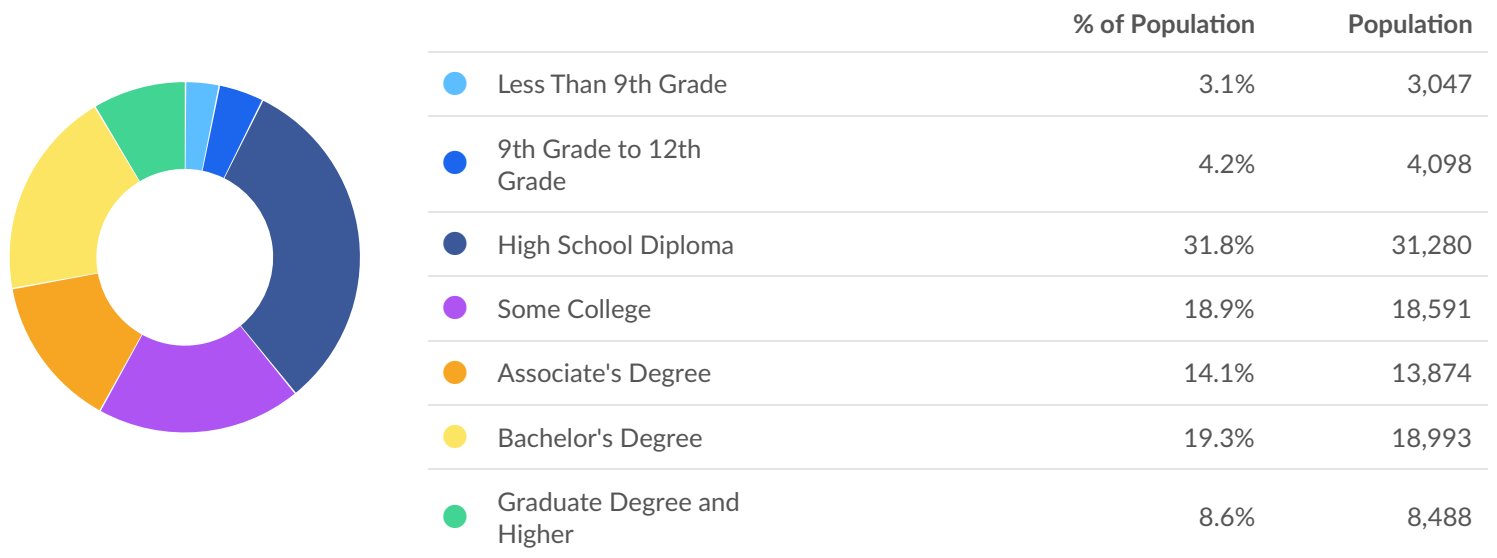 % of Population Population
Less Than 9th Grade 3.1% 3,047
9th Grade to 12th
Grade 4.2% 4,098
High School Diploma 31.8% 31,280
Some College 18.9% 18,591
Associate's Degree 14.1% 13,874
Bachelor's Degree 19.3% 18,993
Graduate Degree and
Higher 8.6% 8,488